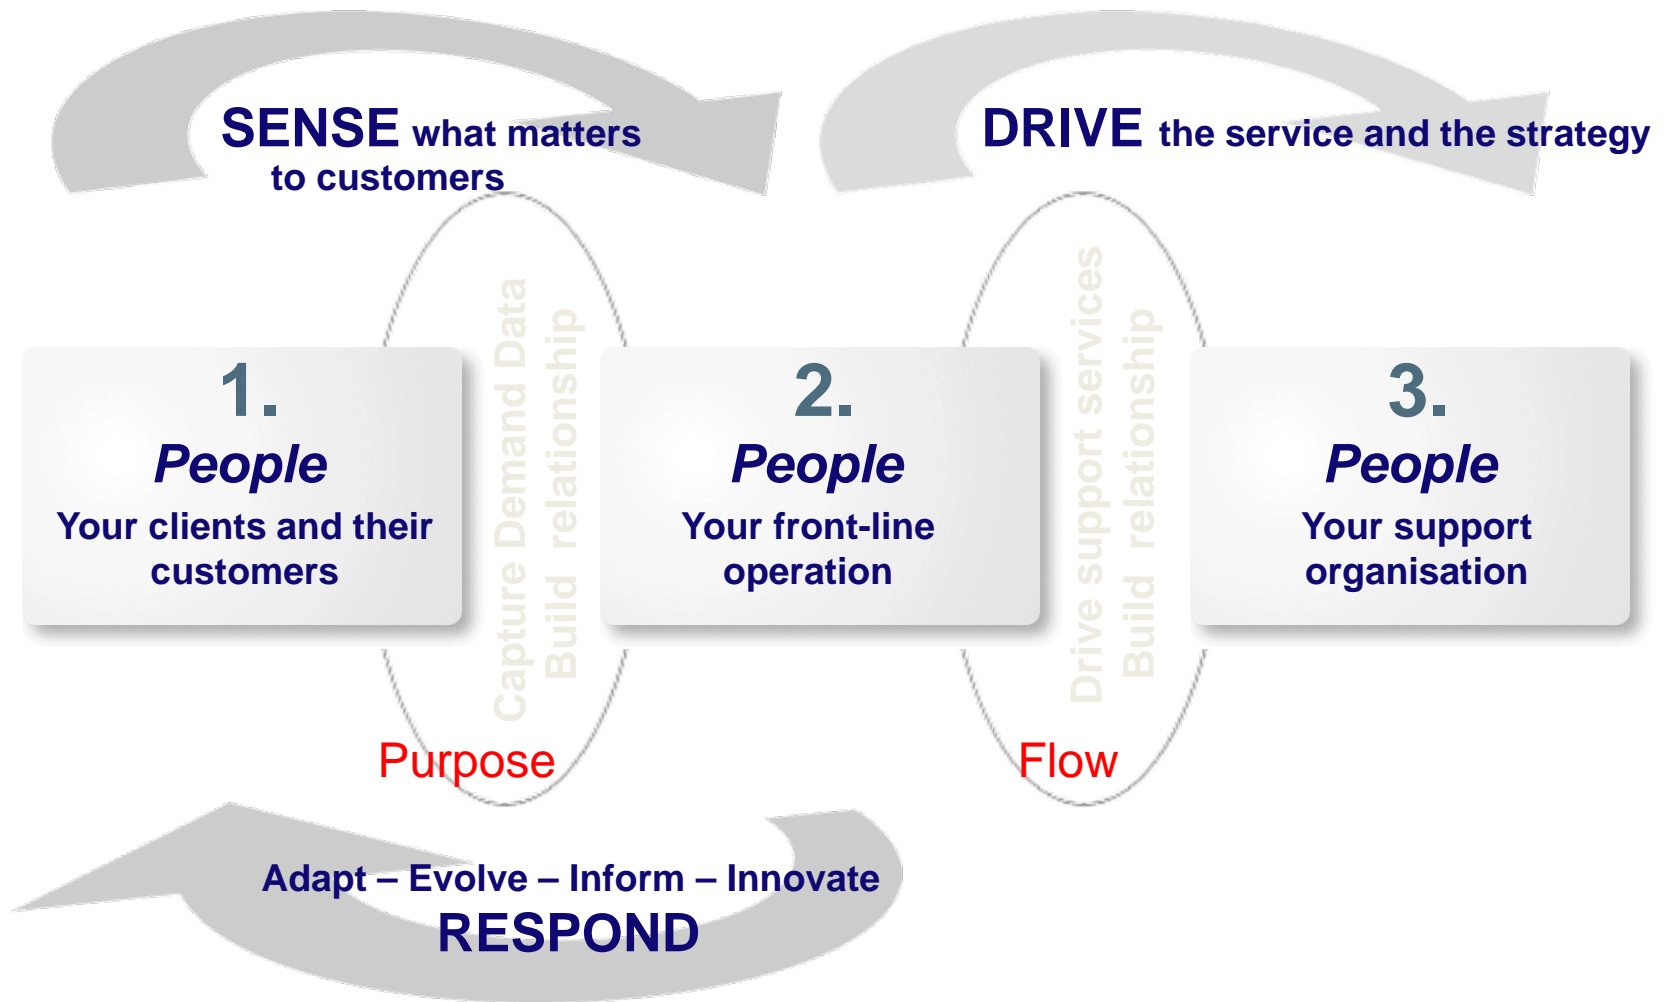 SENSE what matters
to customers
DRIVE the service and the strategy
1.
People
Your clients and their
customers
Capture Demand Data
Build relationship
2.
People
Your front-line
operation
Drive support services
Build relationship
3.
People
Your support
organisation
Purpose
Flow
Adapt – Evolve – Inform – Innovate
RESPOND